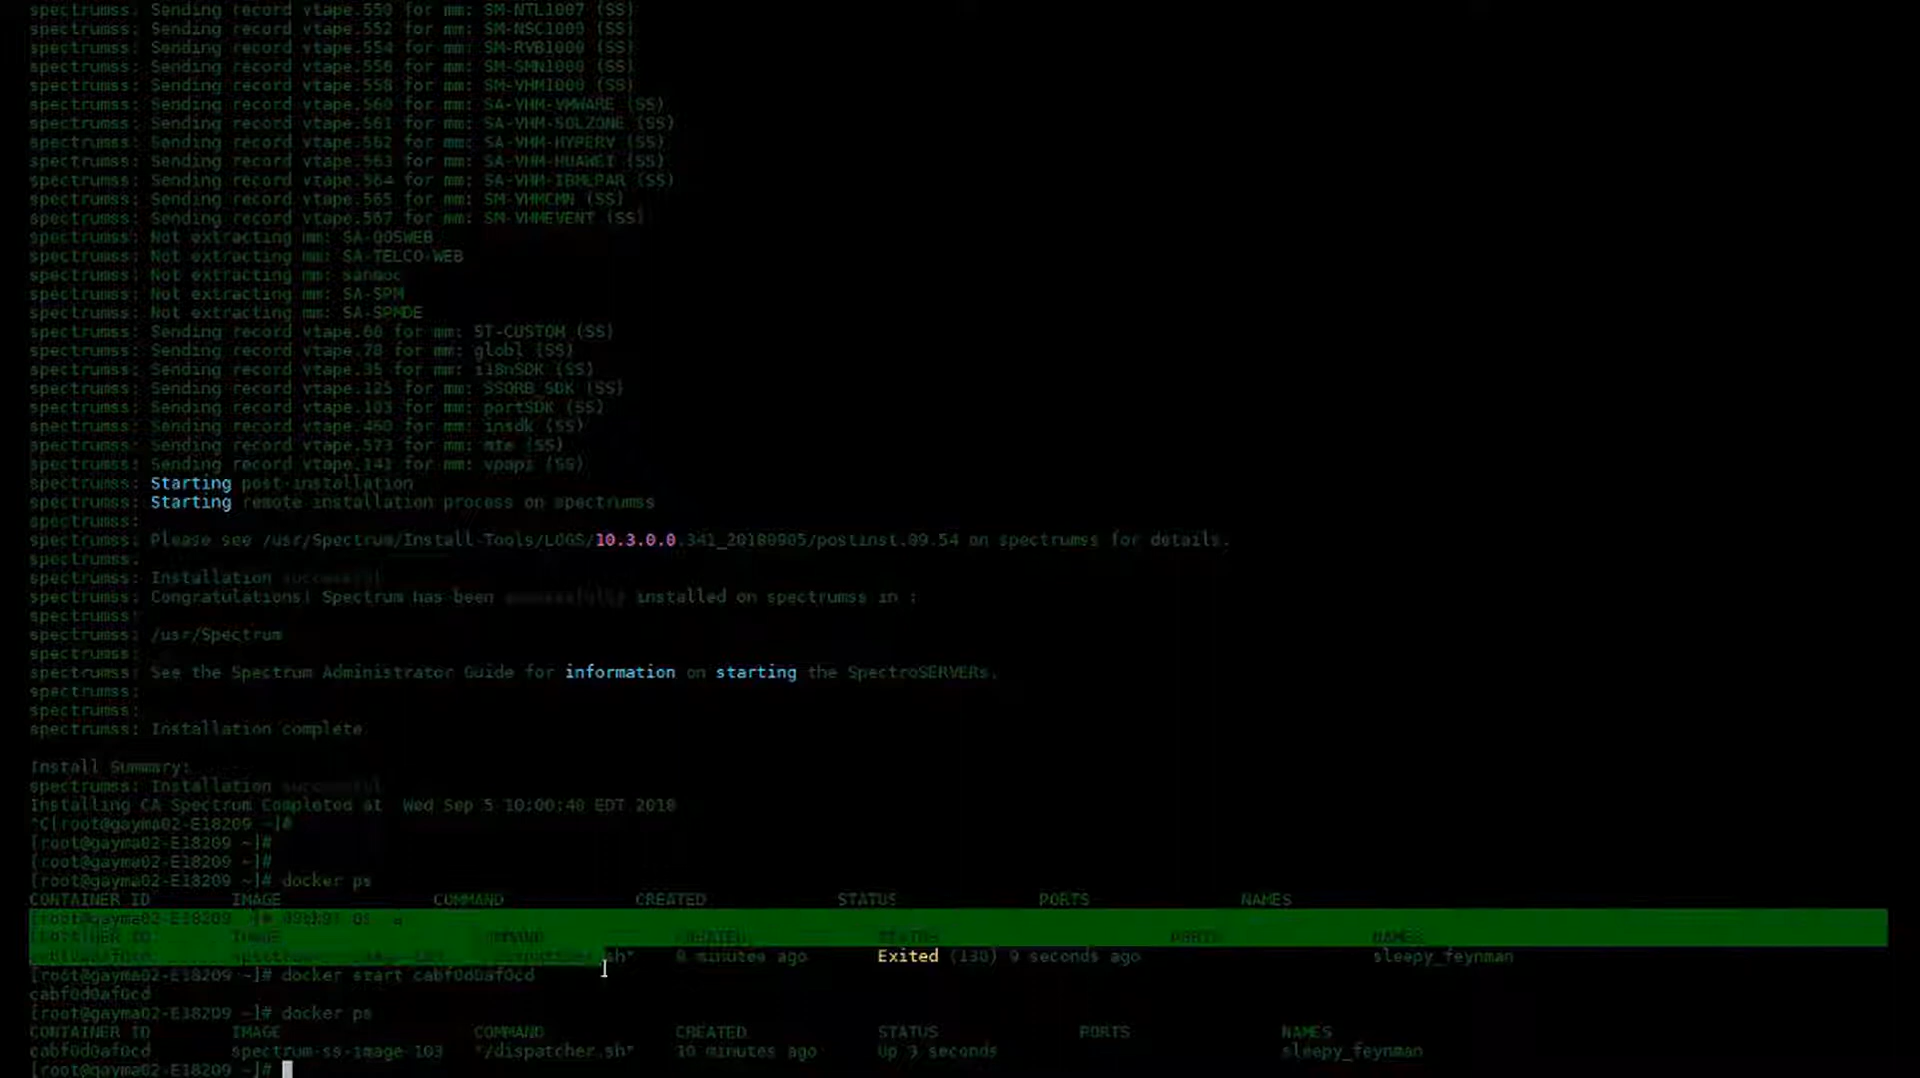 spectrumss: Sending record vtape.550 for mm: SM-NTL1007 (SS)
spectrumss: Sending record vtape.552 for mm: SM-NSC1000 (SS)
spectrumss: Sending record vtape.554 for mm: SM-RVB1000 (SS)
spectrumss: Sending record vtape.556 for mm: SM-SMN1000 (SS)
spectrumss: Sending record vtape.558 for mm: SM-VHM1000 (SS)
spectrumss: Sending record vtape.560 for mm: SA-VHM-VMWARE (SS)
spectrumss: Sending record vtape.561 for mm: SA-VHM-SOLZONE (SS)
spectrumss: Sending record vtape.562 for mm: SA-VHM-HYPERV (SS)
spectrumss: Sending record vtape.563 for mm: SA-VHM-HUAWEI (SS)
spectrumss: Sending record vtape.564 for mm: SA-VHM-IBMLPAR (SS)
spectrumss: Sending record vtape.565 for mm: SM-VHMCMN (SS)
spectrumss: Sending record vtape.567 for mm: SM-VHMEVENT (SS)
spectrumss: Not extracting mm: SA-QOSWEB
spectrumss: Not extracting mm: SA-TELCO-WEB
spectrumss: Not extracting mm: sanmoc
spectrumss: Not extracting mm: SA-SPM
spectrumss: Not extracting mm: SA-SPMDE
spectrumss: Sending record vtape.60 for mm: ST-CUSTOM (SS)
spectrumss: Sending record vtape.78 for mm: globl (SS)
spectrumss: Sending record vtape.35 for mm: i18nSDK (SS)
spectrumss: Sending record vtape.125 for mm: SSORB_SDK (SS)
spectrumss: Sending record vtape.103 for mm: portSDK (SS)
spectrumss: Sending record vtape.460 for mm: insdk (SS)
spectrumss: Sending record vtape.573 for mm: mte (SS)
spectrumss: Sending record vtape.141 for mm: vpapi (SS)
spectrumss: Starting post-installation
spectrumss: Starting remote installation process on spectrumss
spectrumss:
spectrumss: Please see /usr/Spectrum/Install-Tools/LOGS/10.3.0.0.341_20180905/postinst.09.54 on spectrumss for details.
spectrumss:
spectrumss: Installation successful
spectrumss: Congratulations! Spectrum has been successfully installed on spectrumss in :
spectrumss:
spectrumss: /usr/Spectrum
spectrumss:
spectrumss: See the Spectrum Administrator Guide for information on starting the SpectroSERVERs.
spectrumss:
spectrumss:
spectrumss: Installation complete
Install Summary:
spectrumss: Installation successful
Installing CA Spectrum Completed at Wed Sep 5 10:00:40 EDT 2018
^C[root@gayma02-E18209 ~]#
[root@gayma02-E18209 ~]#
[root@gayma02-E18209 ~]#
[root@gayma02-E18209 ~]# docker ps
CONTAINER ID IMAGE COMMAND CREATED STATUS PORTS NAMES
[root@gayma02-E18209 ~]# ps -a
CONTAINER ID IMAGE COMMAND CREATED STATUS PORTS NAMES
sh" 9 minutes ago Exited (130) 9 seconds ago sleepy_feynman
[root@gayma02-E18209 ~]# docker start cabf0d0af0cd
cabf0d0af0cd
[root@gayma02-E18209 ~]# docker ps
CONTAINER ID IMAGE COMMAND CREATED STATUS PORTS NAMES
cabf0d0af0cd spectrum-ss-image-103 "/dispatcher.sh" 10 minutes ago Up 3 seconds sleepy_feynman
[root@gayma02-E18209 ~]#